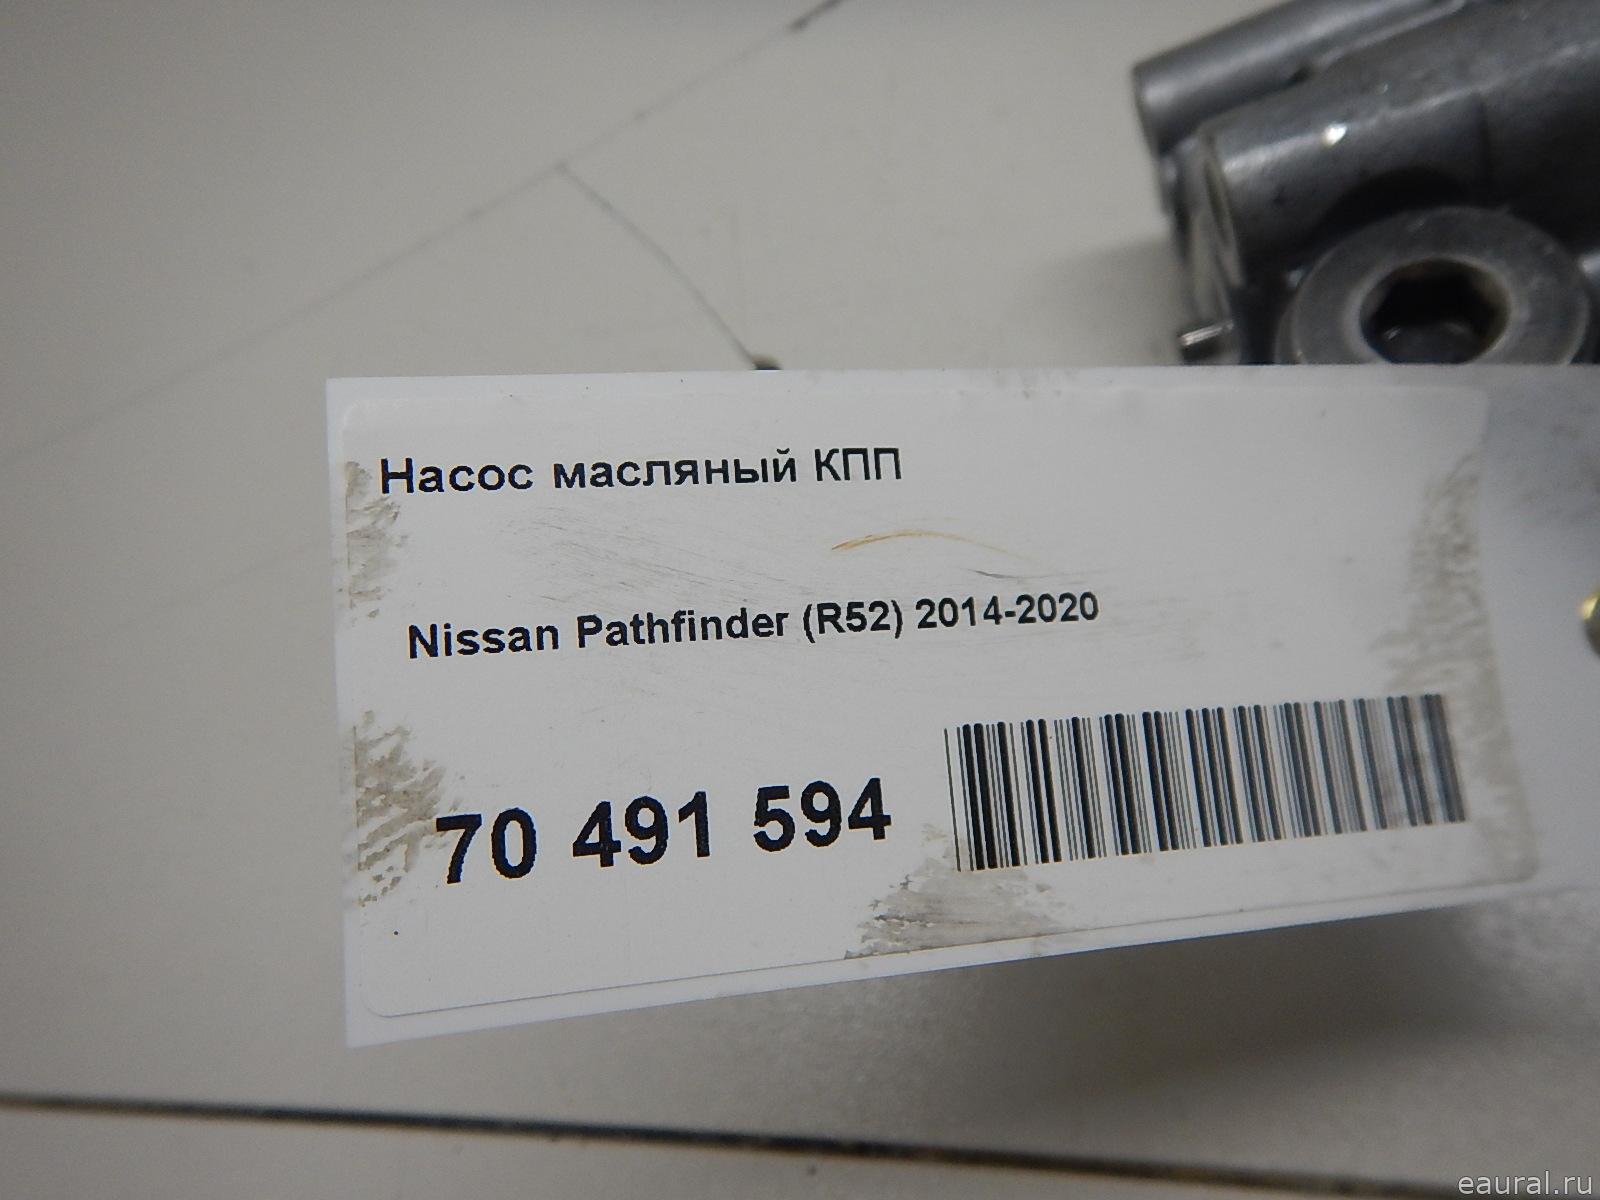 Насос масляный КПП
Nissan Pathfinder (R52) 2014-2020
70 491 594
eaural.ru